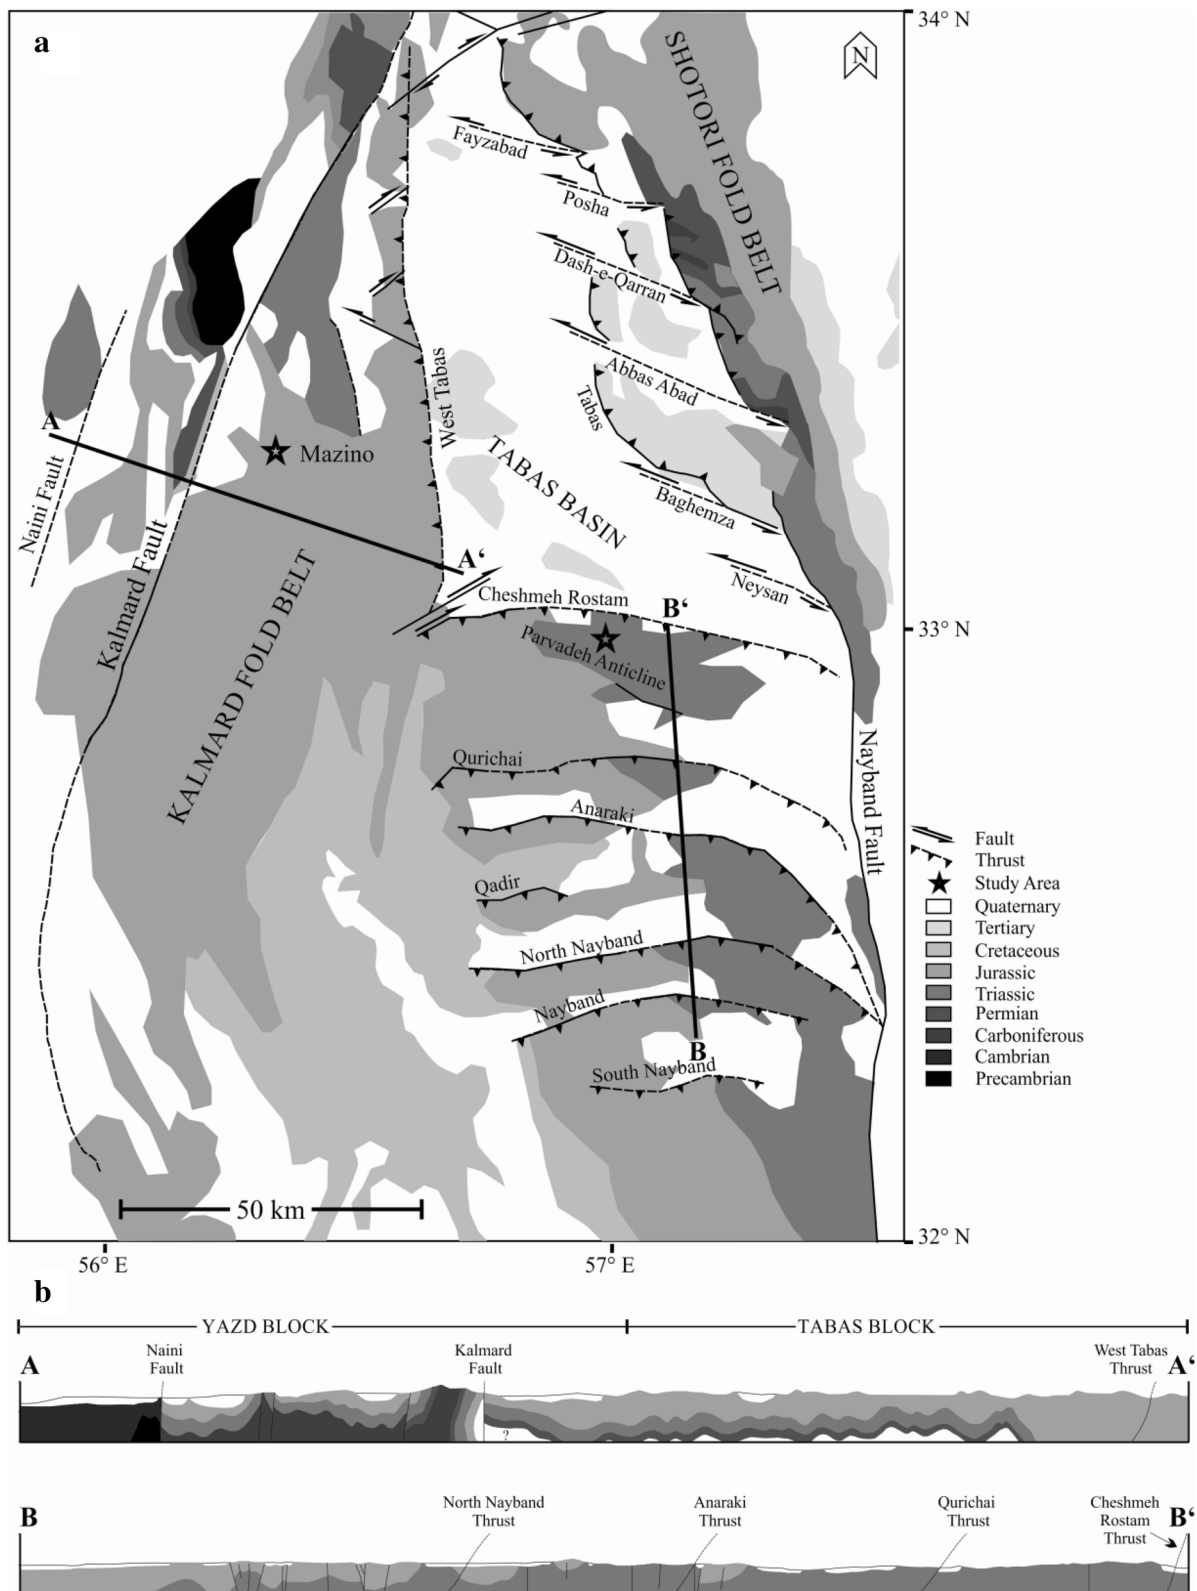 a
34° N
N
SHOTORI FOLD BELT
Fayzabad
Posha
Dash-e-Qarran
Abbas Abad
West Tabas
Tabas
A
Mazino
TABAS BASIN
Baghemza
Naini Fault
Kalmard Fault
A‘
Neysan
Cheshmeh Rostam
B‘
33° N
Parvadeh Anticline
KALMARD FOLD BELT
Qurichai
Nayband Fault
Anaraki
Qadir
North Nayband
Nayband
B
South Nayband
Fault
Thrust
Study Area
Quaternary
Tertiary
Cretaceous
Jurassic
Triassic
Permian
Carboniferous
Cambrian
Precambrian
50 km
32° N
56° E
57° E
b
YAZD BLOCK
TABAS BLOCK
A
Naini
Fault
Kalmard
Fault
West Tabas
Thrust
A‘
?
B
North Nayband
Thrust
Anaraki
Thrust
Qurichai
Thrust
Cheshmeh
Rostam
Thrust
B‘